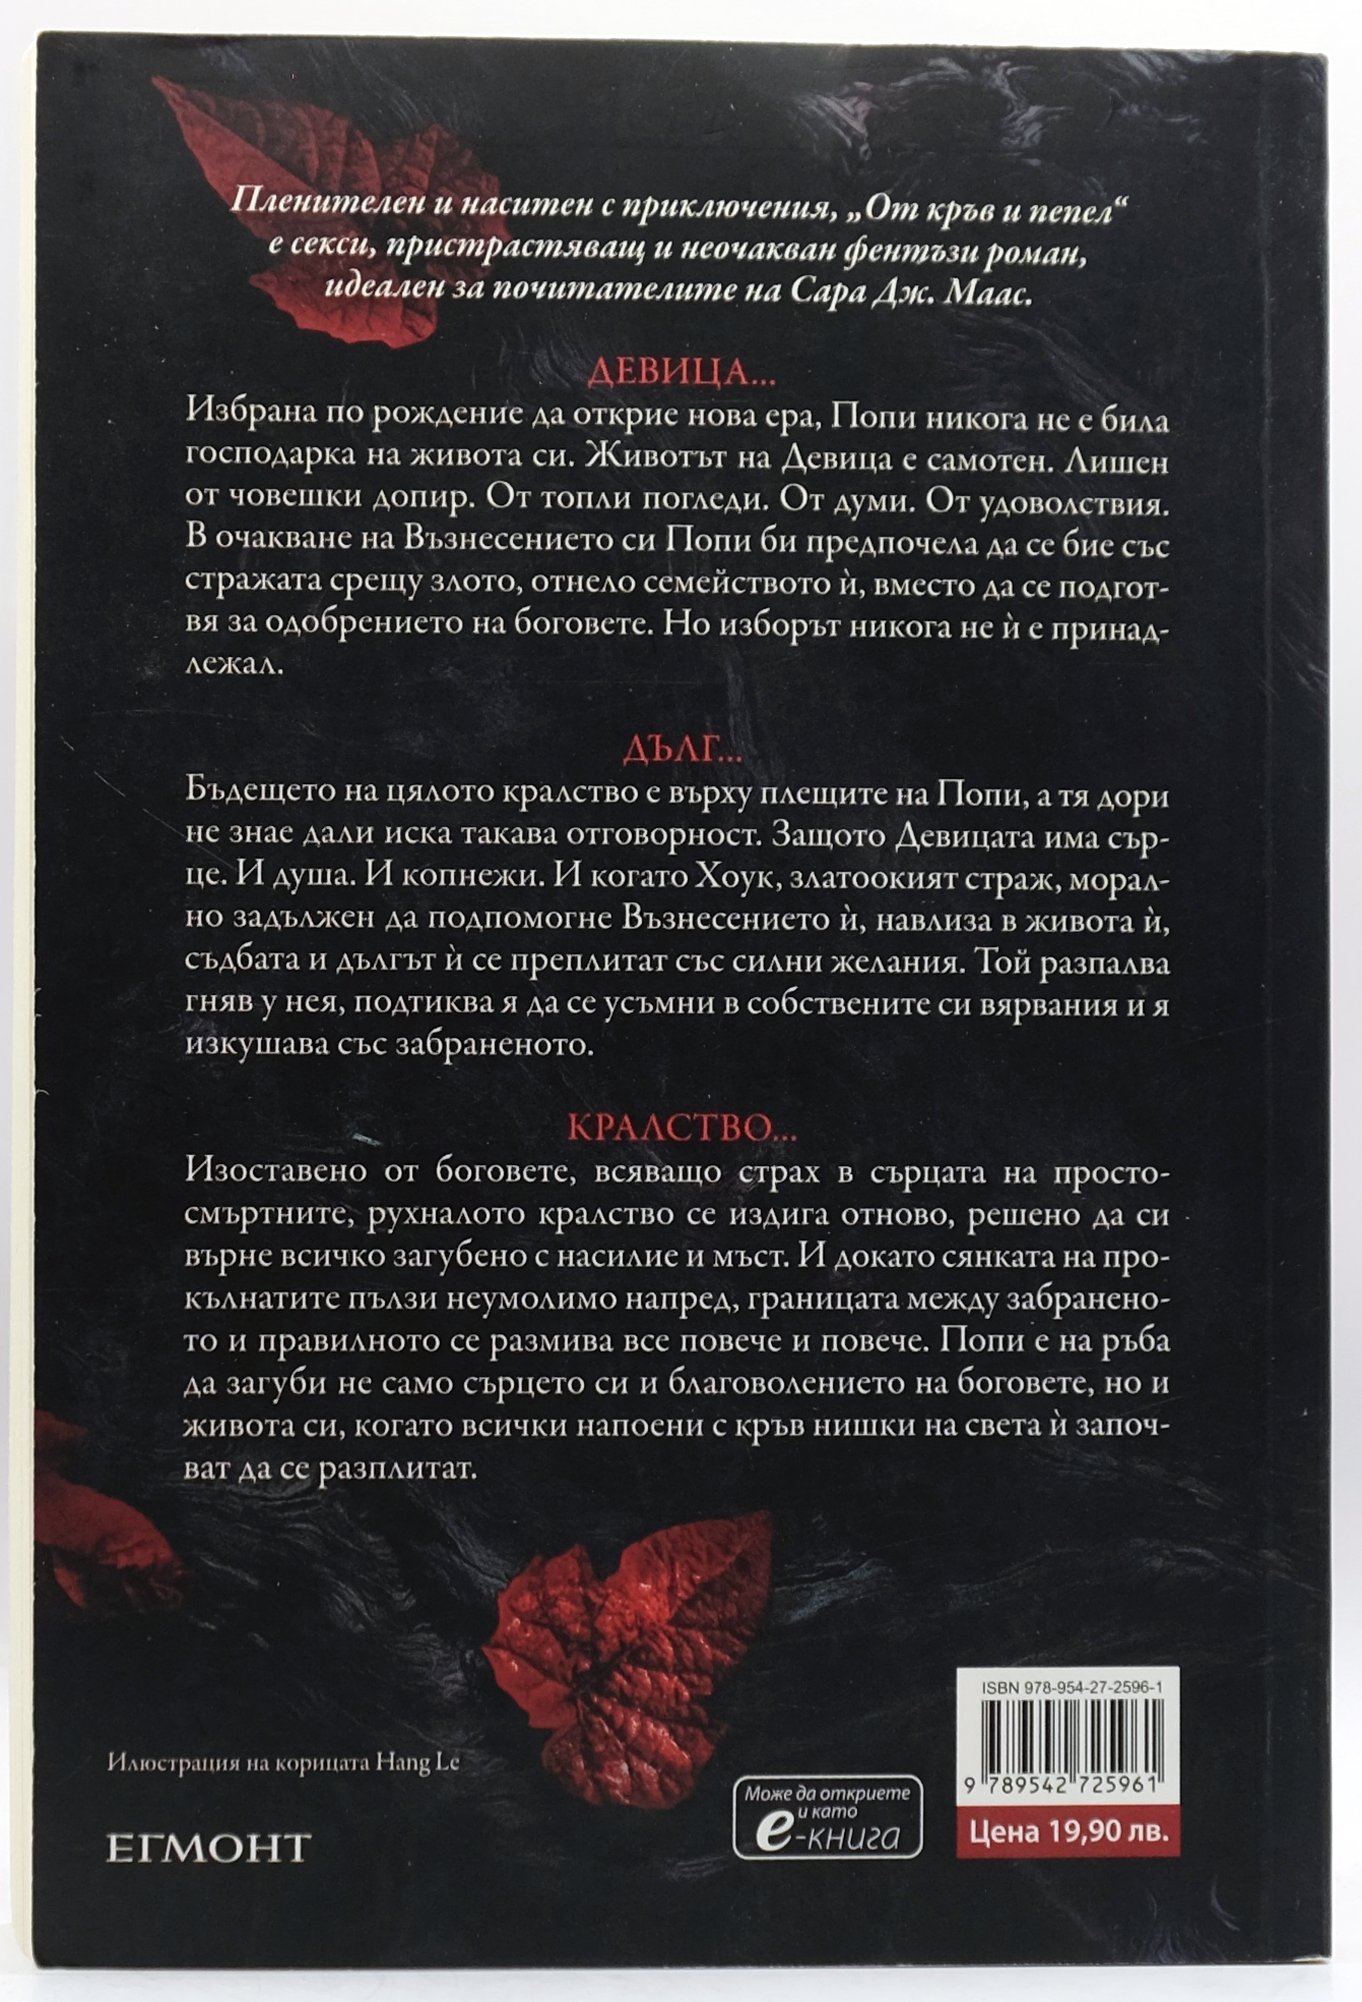 Пленителен и наситен с приключения, „От кръв и пепел“
е секси, пристрастяващ и неочакван фентъзи роман,
идеален за почитателите на Сара Дж. Маас.
ДЕВИЦА...
Избрана по рождение да открие нова ера, Попи никога не е била
господарка на живота си. Животът на Девица е самотен. Лишен
от човешки допир. От топли погледи. От думи. От удоволствия.
В очакване на Възнесението си Попи би предпочела да се бие със
стражата срещу злото, отнело семейството ѝ, вместо да се подгот-
вя за одобрението на боговете. Но изборът никога не ѝ е принад-
лежал.
ДЪЛГ...
Бъдещето на цялото кралство е върху плещите на Попи, а тя дори
не знае дали иска такава отговорност. Защото Девицата има сър-
це. И душа. И копнежи. И когато Хоук, златоокият страж, морал-
но задължен да подпомогне Възнесението ѝ, навлиза в живота ѝ,
съдбата и дългът ѝ се преплитат със силни желания. Той разпалва
гняв у нея, подтиква я да се усъмни в собствените си вярвания и я
изкушава със забраненото.
КРАЛСТВО...
Изоставено от боговете, всяващо страх в сърцата на просто-
смъртните, рухналото кралство се издига отново, решено да си
върне всичко загубено с насилие и мъст. И докато сянката на про-
кълнатите пълзи неумолимо напред, границата между забранено-
то и правилното се размива все повече и повече. Попи е на ръба
да загуби не само сърцето си и благоволението на боговете, но и
живота си, когато всички напоени с кръв нишки на света ѝ започ-
ват да се разплитат.
ISBN 978-954-27-2596-1
9 789542 725961
Цена 19,90 лв.
Илюстрация на корицата Hang Le
Може да откриете
и като
е-книга
ЕГМОНТ